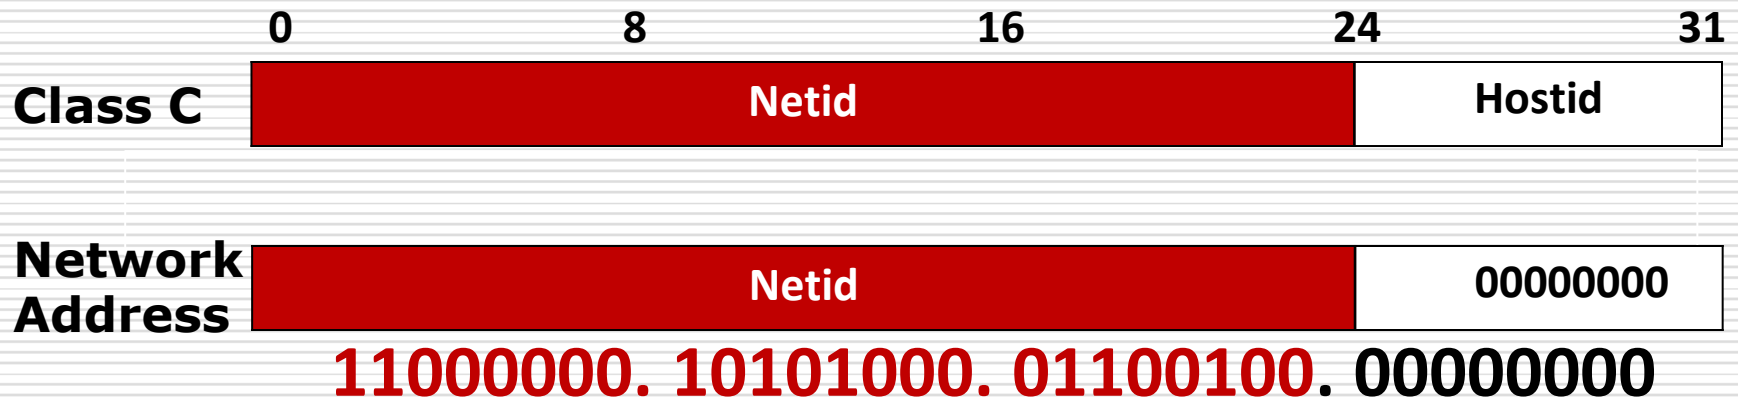 0 8 16 24 31
Class C Netid Hostid
Network
Address Netid 00000000
11000000. 10101000. 01100100. 00000000